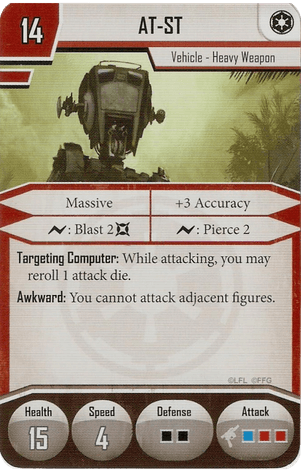 14
AT-ST
Vehicle - Heavy Weapon
Massive
+3 Accuracy
: Blast 2
: Pierce 2
Targeting Computer: While attacking, you may
reroll 1 attack die.
Awkward: You cannot attack adjacent figures.
©LFL ©FFG
Health
Speed
Defense
Attack
15
4